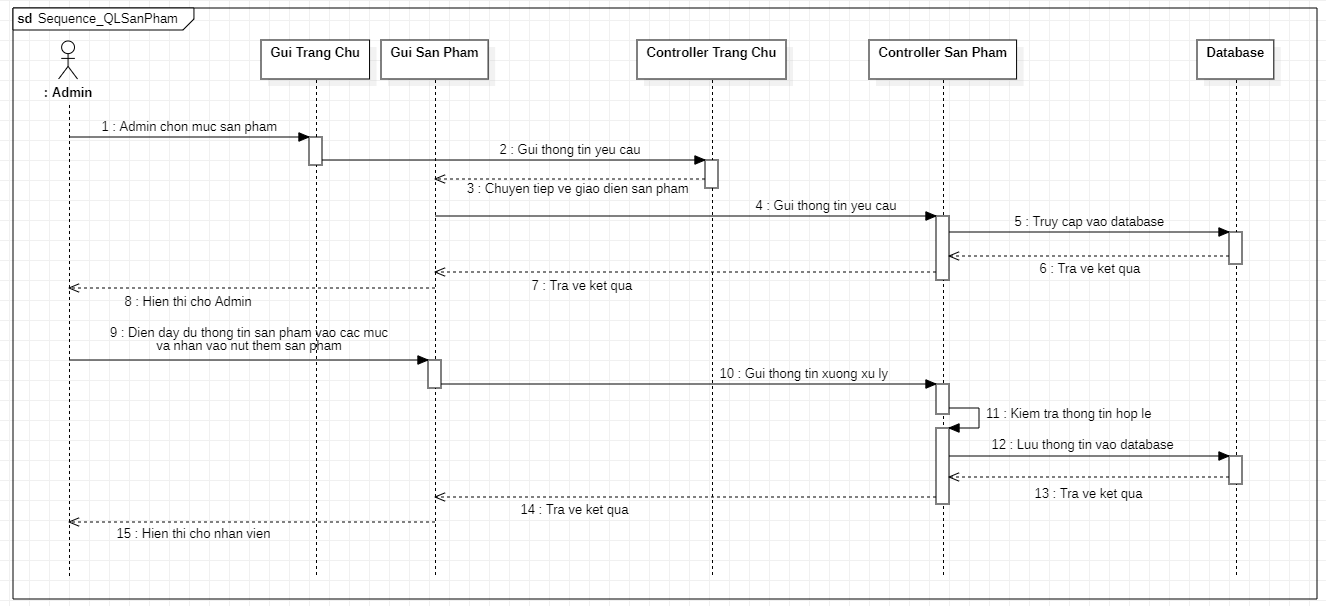 sd Sequence_QLSanPham
Gui Trang Chu
Gui San Pham
Controller Trang Chu
Controller San Pham
Database
: Admin
1 : Admin chon muc san pham
2 : Gui thong tin yeu cau
3 : Chuyen tiep ve giao dien san pham
4 : Gui thong tin yeu cau
5 : Truy cap vao database
6 : Tra ve ket qua
7 : Tra ve ket qua
8 : Hien thi cho Admin
9 : Dien day du thong tin san pham vao cac muc
va nhan vao nut them san pham
10 : Gui thong tin xuong xu ly
11 : Kiem tra thong tin hop le
12 : Luu thong tin vao database
13 : Tra ve ket qua
14 : Tra ve ket qua
15 : Hien thi cho nhan vien